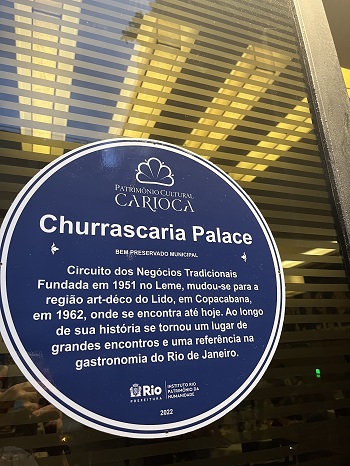 PATRIMÔNIO CULTURAL
CARIOCA
Churrascaria Palace
BEM PRESERVADO MUNICIPAL
Circuito dos Negócios Tradicionais
Fundada em 1951 no Leme, mudou-se para a
região art-déco do Lido, em Copacabana,
em 1962, onde se encontra até hoje. Ao longo
de sua história se tornou um lugar de
grandes encontros e uma referência na
gastronomia do Rio de Janeiro.
Rio
PREFEITURA
INSTITUTO RIO
PATRIMÔNIO DA
HUMANIDADE
2022